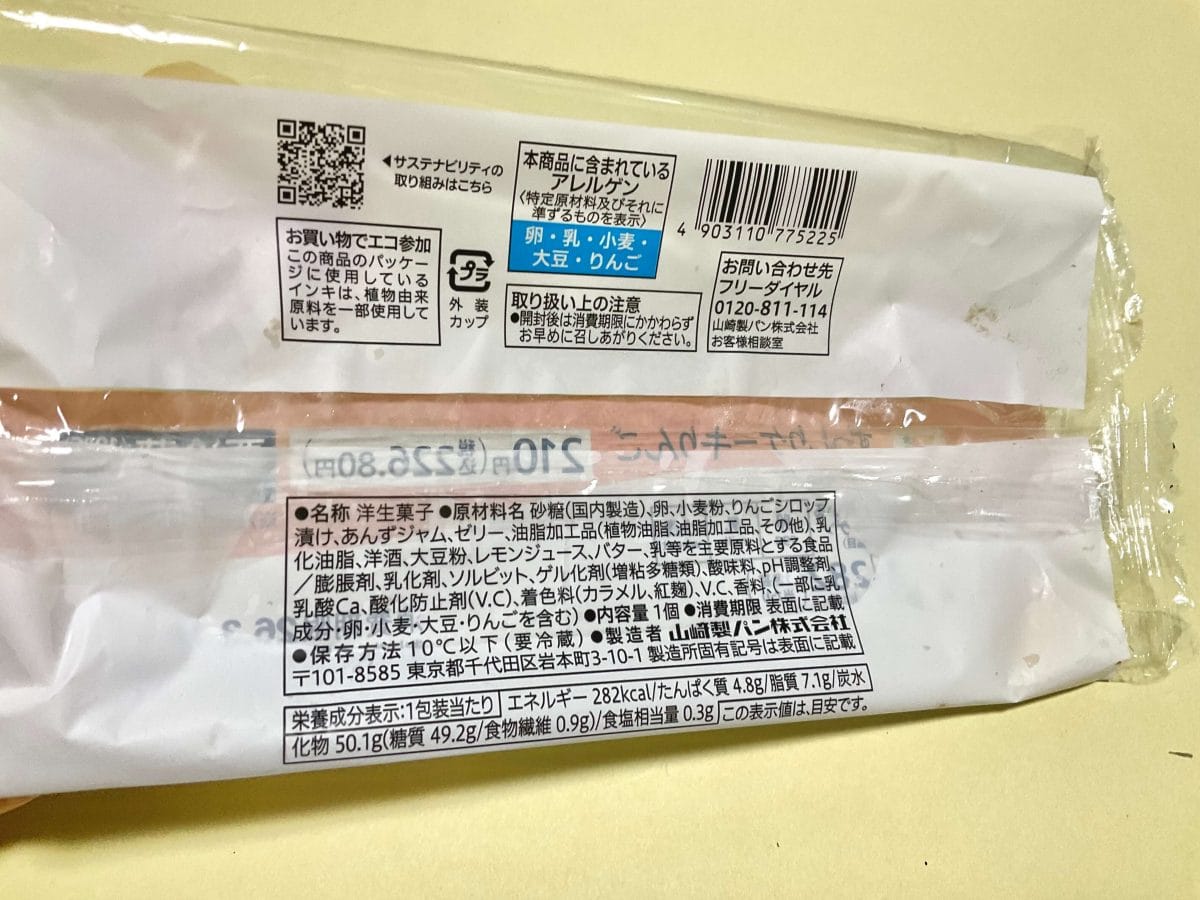 ◀サステナビリティの
取り組みはこちら
お買い物でエコ参加
この商品のパッケー
ジに使用している
インキは、植物由来
原料を一部使用して
います。
プラ
外装
カップ
本商品に含まれている
アレルゲン
〈特定原材料及びそれに
準ずるものを表示〉
卵・乳・小麦・
大豆・りんご
取り扱い上の注意
●開封後は消費期限にかかわらず
お早めに召しあがりください。
4 903110 775225
お問い合わせ先
フリーダイヤル
0120-811-114
山崎製パン株式会社
お客様相談室
ケーキりんご
210円(税込226.80円)
●名称 洋生菓子 ●原材料名 砂糖(国内製造)、卵、小麦粉、りんごシロップ
漬け、あんずジャム、ゼリー、油脂加工品(植物油脂、油脂加工品、その他)、乳
化油脂、洋酒、大豆粉、レモンジュース、バター、乳等を主要原料とする食品
/膨脹剤、乳化剤、ソルビット、ゲル化剤(増粘多糖類)、酸味料、pH調整剤、
乳酸Ca、酸化防止剤(V.C)、着色料(カラメル、紅麹)、V.C、香料、(一部に乳
成分・卵・小麦・大豆・りんごを含む) ●内容量 1個 ●消費期限 表面に記載
●保存方法 10℃以下(要冷蔵) ●製造者 山崎製パン株式会社
〒101-8585 東京都千代田区岩本町3-10-1 製造所固有記号は表面に記載
栄養成分表示:1包装当たり エネルギー 282kcal/たんぱく質 4.8g/脂質 7.1g/炭水
化物 50.1g(糖質 49.2g/食物繊維 0.9g)/食塩相当量 0.3g この表示値は、目安です。